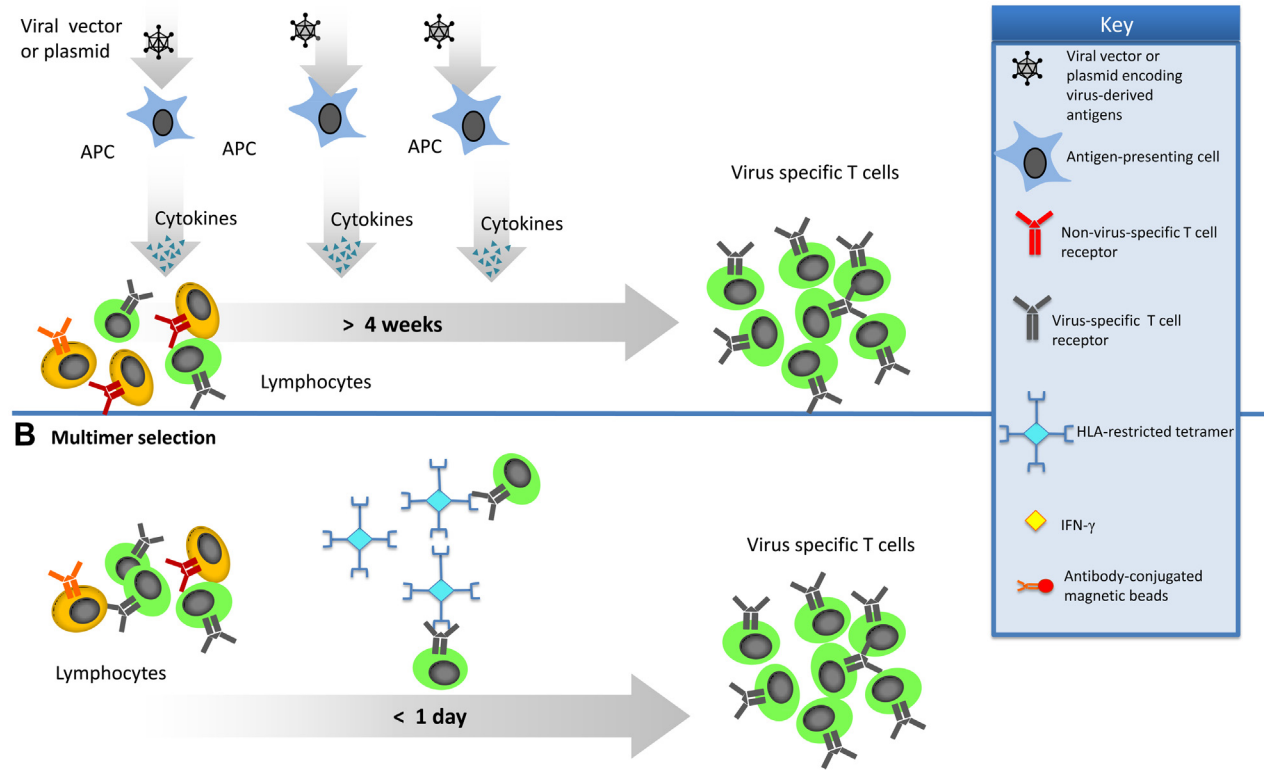 Viral vector
or plasmid
APC
APC
APC
Cytokines
Cytokines
Cytokines
> 4 weeks
Lymphocytes
Virus specific T cells
B Multimer selection
Lymphocytes
< 1 day
Virus specific T cells
Key
Viral vector or
plasmid encoding
virus-derived
antigens
Antigen-presenting cell
Non-virus-specific T cell
receptor
Virus-specific T cell
receptor
HLA-restricted tetramer
IFN-γ
Antibody-conjugated
magnetic beads